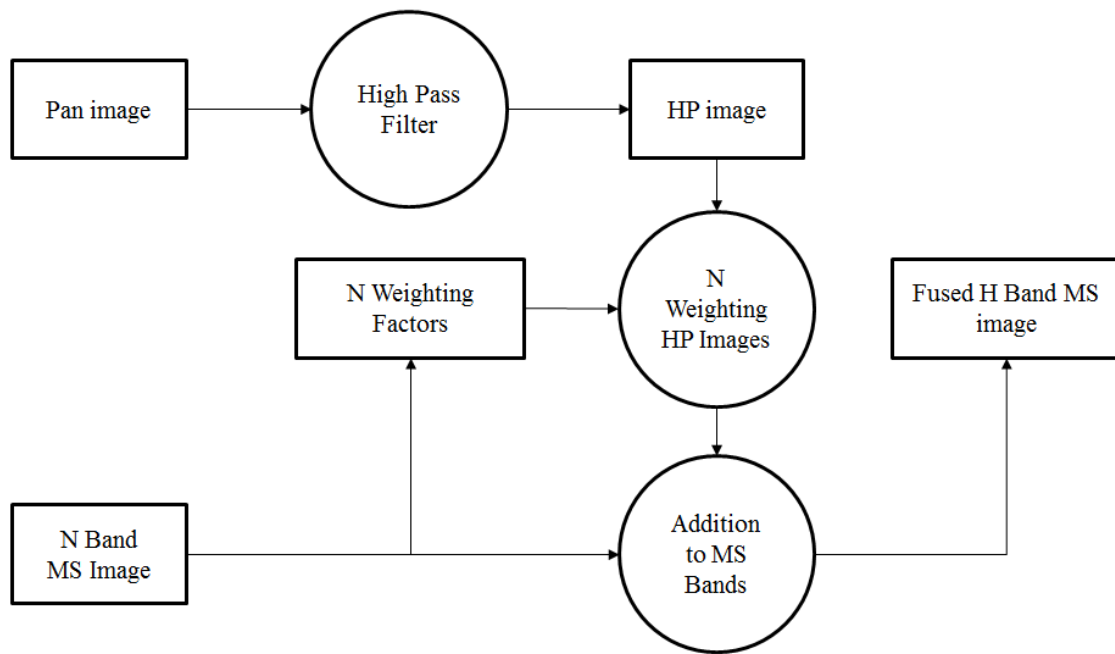 Pan image
High Pass
Filter
HP image
N Weighting
Factors
N
Weighting
HP Images
Fused H Band MS
image
N Band
MS Image
Addition
to MS
Bands